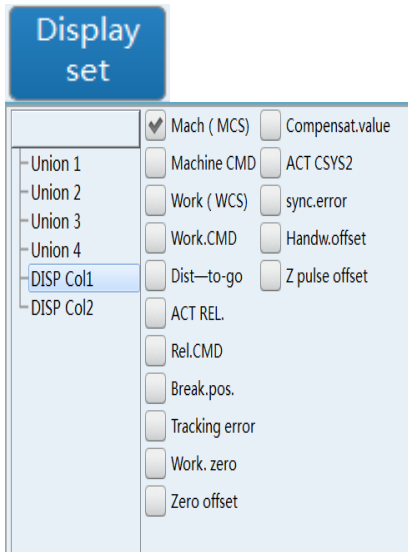 Display
set
Union 1
Union 2
Union 3
Union 4
DISP Col1
DISP Col2
Mach ( MCS)
Machine CMD
Work ( WCS)
Work.CMD
Dist—to-go
ACT REL.
Rel.CMD
Break.pos.
Tracking error
Work. zero
Zero offset
Compensat.value
ACT CSYS2
sync.error
Handw.offset
Z pulse offset